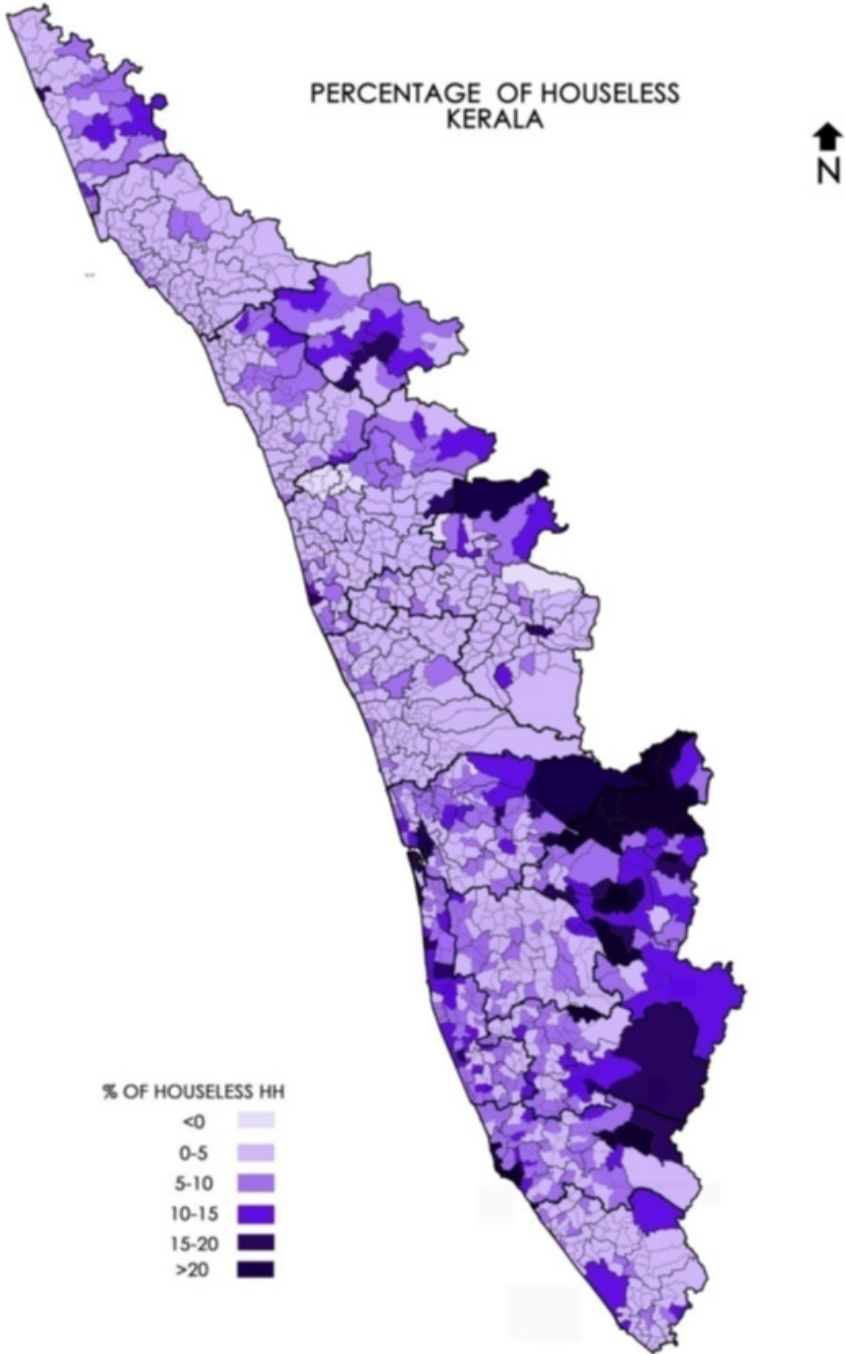 PERCENTAGE OF HOUSELESS
KERALA
N
% OF HOUSELESS HH
<0
0-5
5-10
10-15
15-20
>20